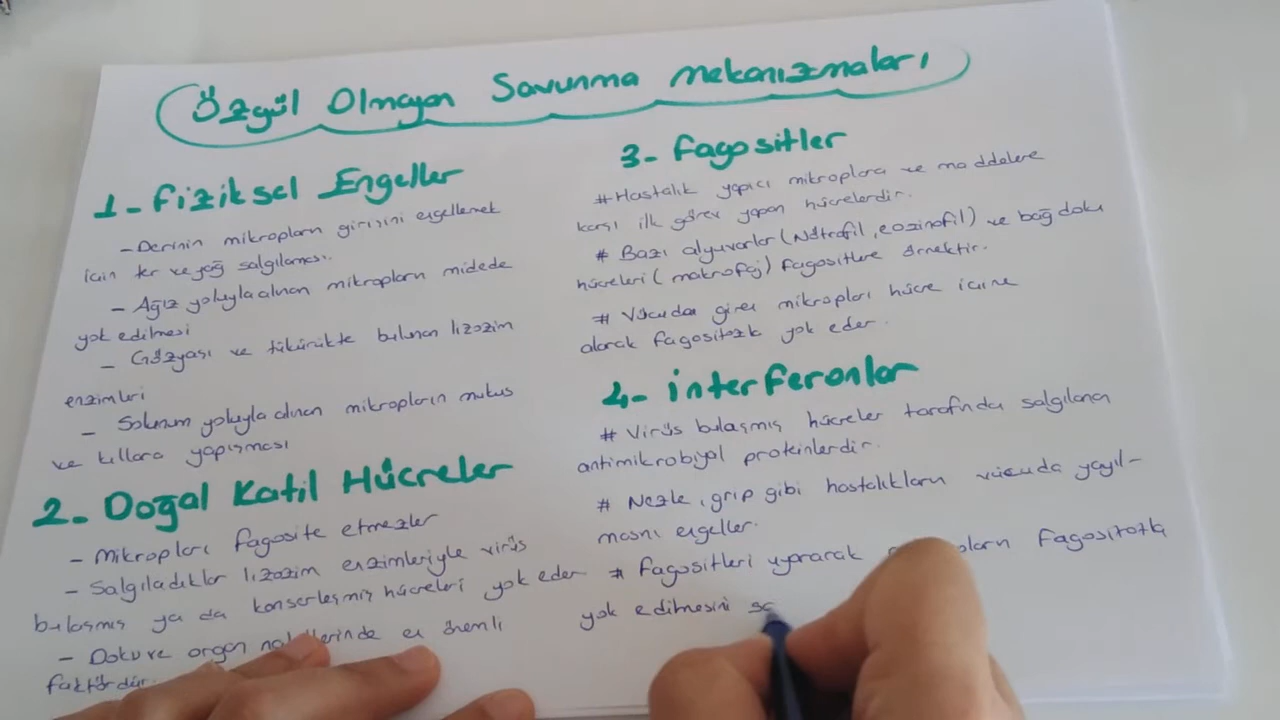 Özgül Olmayan Savunma Mekanizmaları
1- Fiziksel Engeller
- Derinin mikropların girişini engellemek
için ter ve yağ salgılaması.
- Ağız yoluyla alınan mikropların midede
yok edilmesi
- Gözyaşı ve tükürükte bulunan lizozim
enzimleri
- Solunum yoluyla alınan mikropların mukus
ve kıllara yapışması
2- Doğal Katil Hücreler
- Mikropları fagosite etmezler
- Salgıladıkları lizozim enzimleriyle virüs
bulaşmış ya da kanserleşmiş hücreleri yok eder
- Doku ve organ en önemli
faktördür.
3- Fagositler
# Hastalık yapıcı mikroplara ve maddelere
karşı ilk görev yapan hücrelerdir.
# Bazı alyuvarlar (Nötrofil, eozinofil) ve bağ doku
hücreleri (makrofaj) fagositlere örnektir.
# Vücuda giren mikropları hücre içine
alarak fagositozla yok eder.
4- İnterferonlar
# Virüs bulaşmış hücreler tarafında salgılanan
antimikrobiyal proteinlerdir.
# Nezle, grip gibi hastalıkların vücuda yayıl-
masını engeller.
# Fagositleri uyararak fagositozla
yok edilmesini